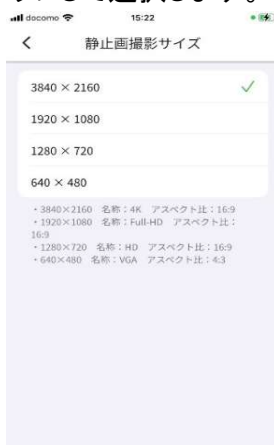 選択します。
docomo 15:22
静止画撮影サイズ
3840 × 2160
1920 × 1080
1280 × 720
640 × 480
・3840×2160 名称：4K アスペクト比：16:9
・1920×1080 名称：Full-HD アスペクト比：
16:9
・1280×720 名称：HD アスペクト比：16:9
・640×480 名称：VGA アスペクト比：4:3